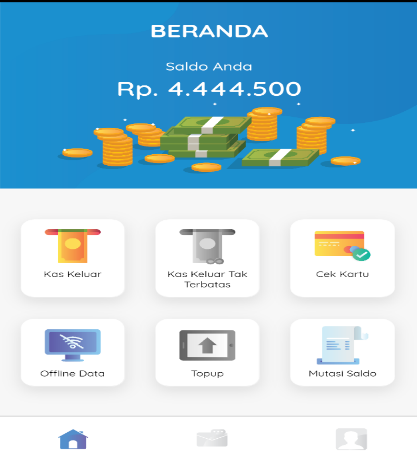 BERANDA
Saldo Anda
Rp. 4.444.500
Kas Keluar
Kas Keluar Tak
Terbatas
Cek Kartu
Offline Data
Topup
Mutasi Saldo